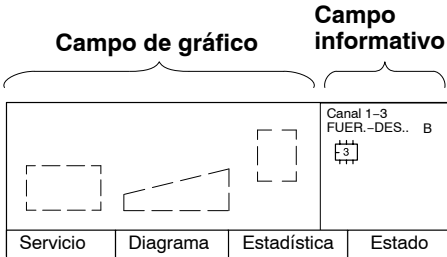 Campo de gráfico
Campo
informativo
Canal 1–3
FUER.–DES.. B
3
Servicio Diagrama Estadística Estado